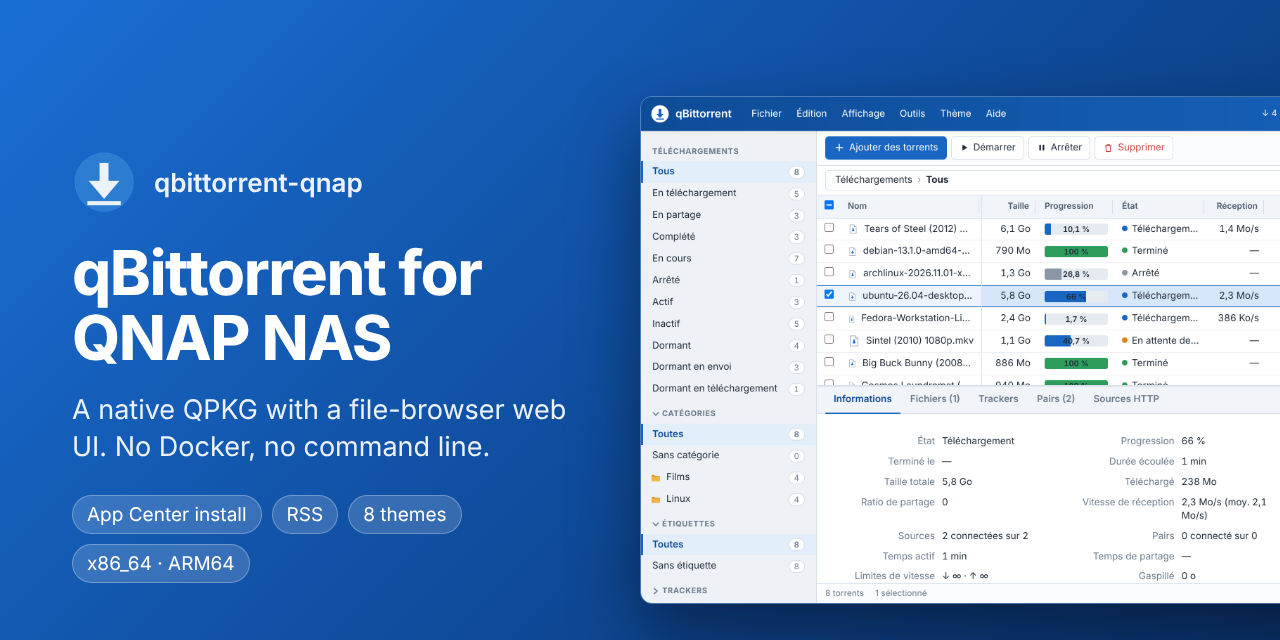 qbittorrent-qnap
qBittorrent for
QNAP NAS
A native QPKG with a file-browser web
UI. No Docker, no command line.
App Center install
RSS
8 themes
x86_64 · ARM64
qBittorrent Fichier Édition Affichage Outils Thème Aide ↓ 4
TÉLÉCHARGEMENTS
Tous 8
En téléchargement 5
En partage 3
Complété 3
En cours 7
Arrêté 1
Actif 3
Inactif 5
Dormant 4
Dormant en envoi 3
Dormant en téléchargement 1
CATÉGORIES
Toutes 8
Sans catégorie 0
Films 4
Linux 4
ÉTIQUETTES
Toutes 8
Sans étiquette 8
TRACKERS
+ Ajouter des torrents Démarrer Arrêter Supprimer
Téléchargements › Tous
Nom Taille Progression État Réception
Tears of Steel (2012) ... 6,1 Go 10,1 % Téléchargem... 1,4 Mo/s
debian-13.1.0-amd64-... 790 Mo 100 % Terminé —
archlinux-2026.11.01-x... 1,3 Go 26,8 % Arrêté —
ubuntu-26.04-desktop... 5,8 Go 66 % Téléchargem... 2,3 Mo/s
Fedora-Workstation-Li... 2,4 Go 1,7 % Téléchargem... 386 Ko/s
Sintel (2010) 1080p.mkv 1,1 Go 40,7 % En attente de... —
Big Buck Bunny (2008... 886 Mo 100 % Terminé —
Cosmos Laundromat (... 940 Mo 100 % Terminé
Informations Fichiers (1) Trackers Pairs (2) Sources HTTP
État Téléchargement Progression 66 %
Terminé le — Durée écoulée 1 min
Taille totale 5,8 Go Téléchargé 238 Mo
Ratio de partage 0 Vitesse de réception 2,3 Mo/s (moy. 2,1
Mo/s)
Sources 2 connectées sur 2 Pairs 0 connecté sur 0
Temps actif 1 min Temps de partage —
Limites de vitesse ↓ ∞ · ↑ ∞ Gaspillé 0 o
8 torrents 1 sélectionné